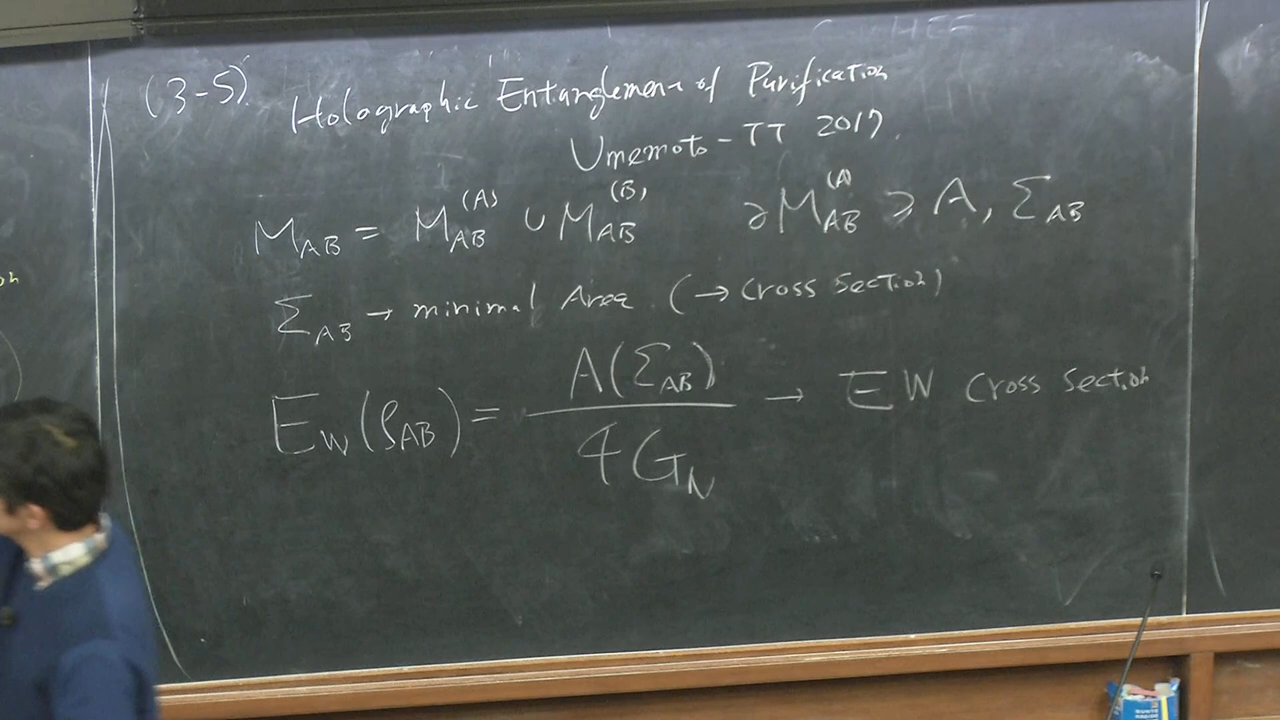 (3-5). Holographic Entanglement of Purification
Umemoto-TT 2017.
M_AB = M_AB^(A) ∪ M_AB^(B)    ∂M_AB^(A) ⊇ A, Σ_AB
Σ_AB → minimal Area (→ cross section)
E_W(ρ_AB) = A(Σ_AB) / 4G_N → EW cross section